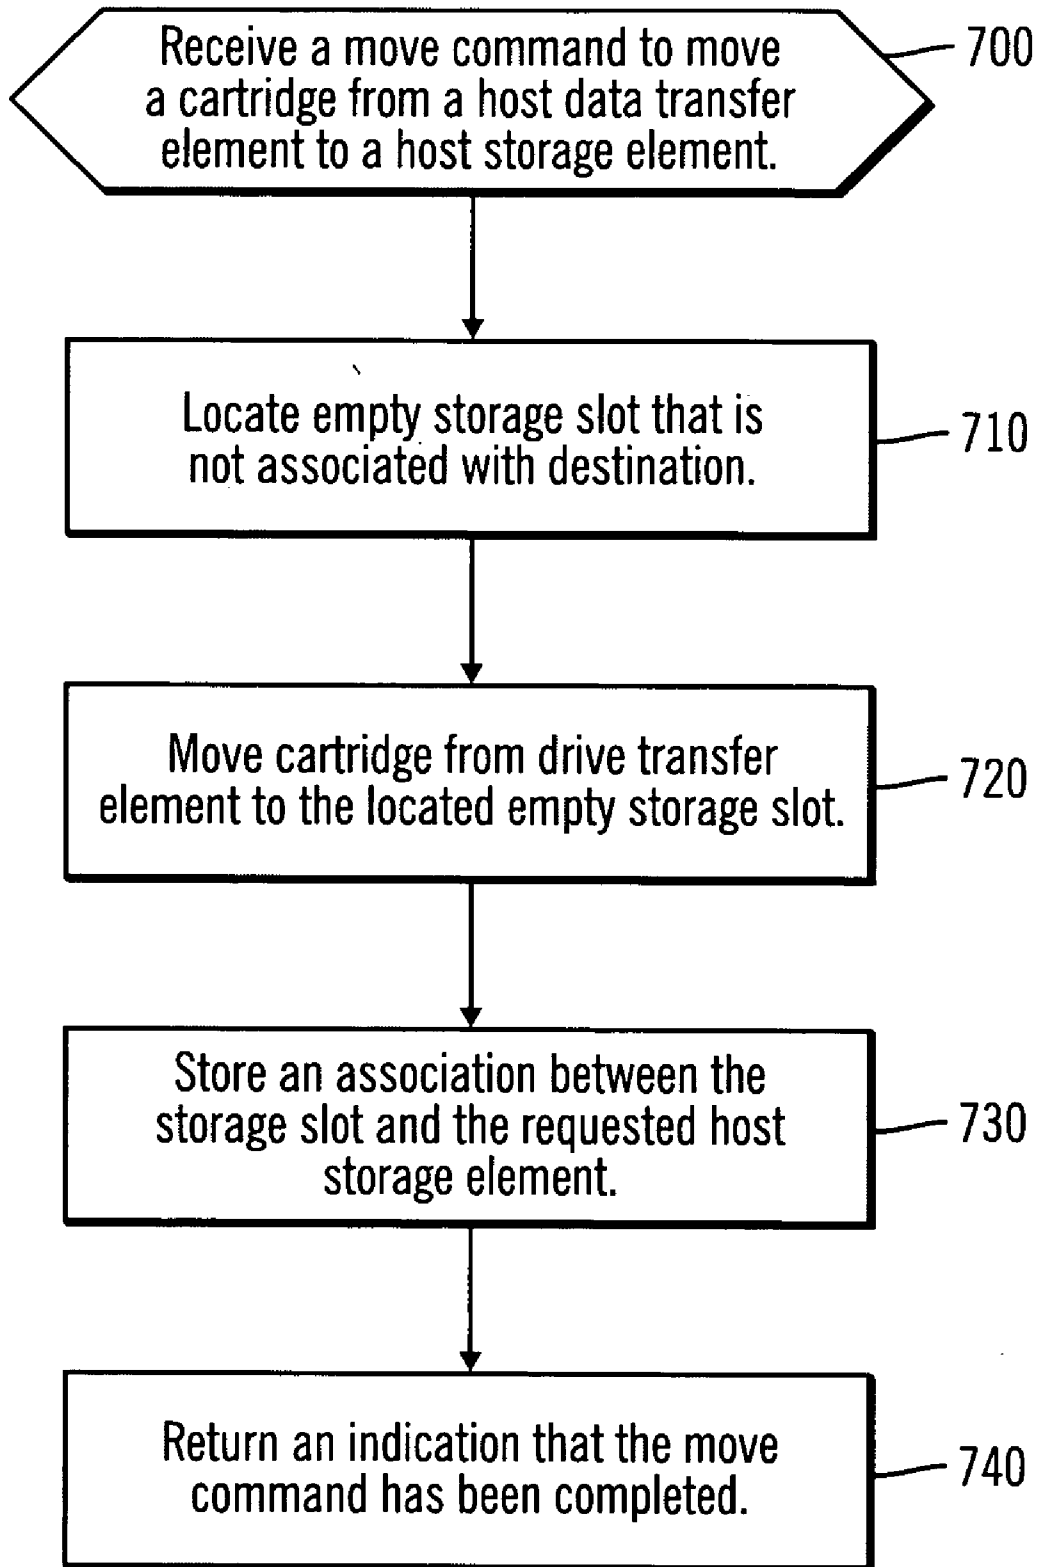 Receive a move command to move
a cartridge from a host data transfer
element to a host storage element.
700
Locate empty storage slot that is
not associated with destination.
710
Move cartridge from drive transfer
element to the located empty storage slot.
720
Store an association between the
storage slot and the requested host
storage element.
730
Return an indication that the move
command has been completed.
740